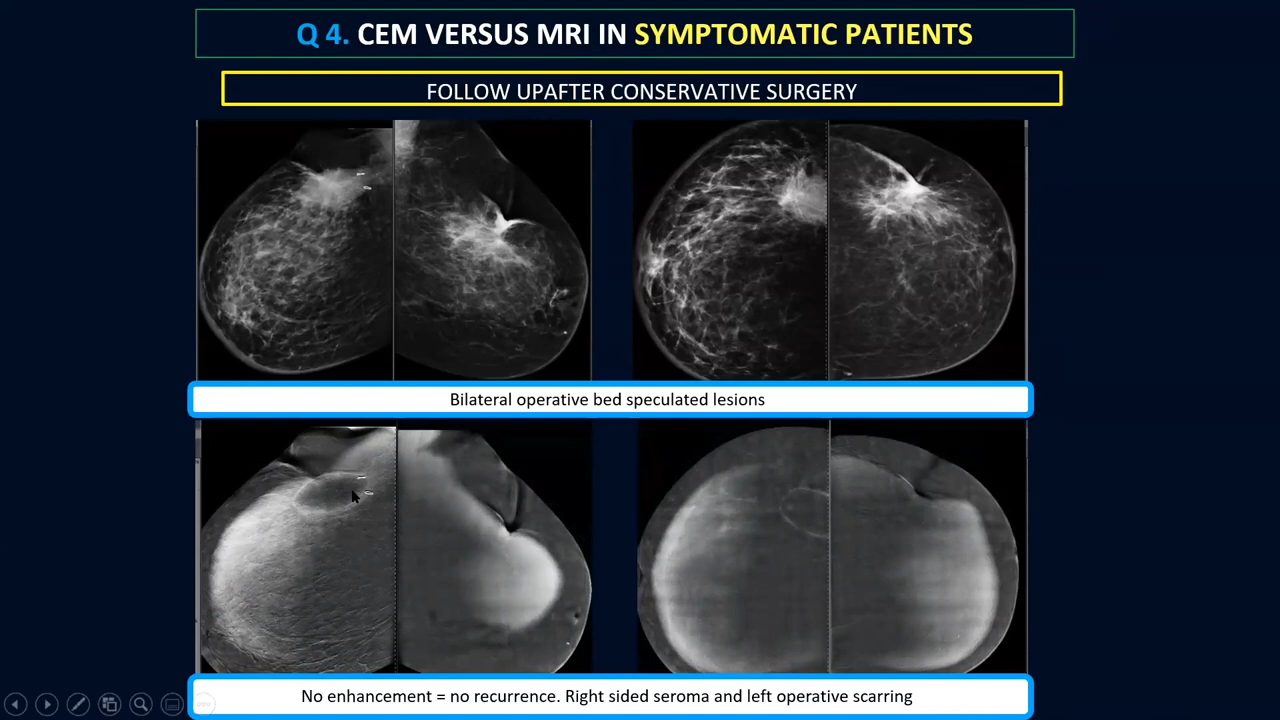 Q 4. CEM VERSUS MRI IN SYMPTOMATIC PATIENTS
FOLLOW UPAFTER CONSERVATIVE SURGERY
Bilateral operative bed speculated lesions
No enhancement = no recurrence. Right sided seroma and left operative scarring